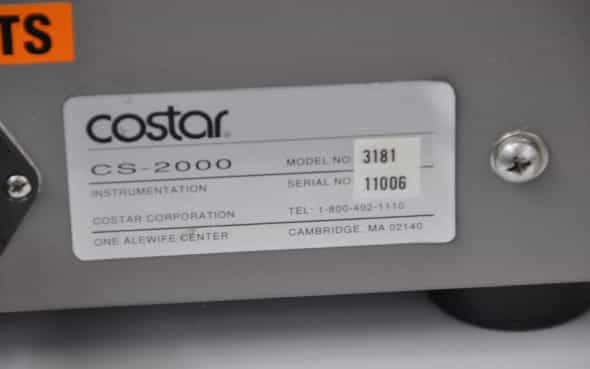 TS
costar®
CS-2000
MODEL NO 3181
INSTRUMENTATION
SERIAL NO 11006
COSTAR CORPORATION
TEL: 1-800-492-1110
ONE ALEWIFE CENTER
CAMBRIDGE, MA 02140